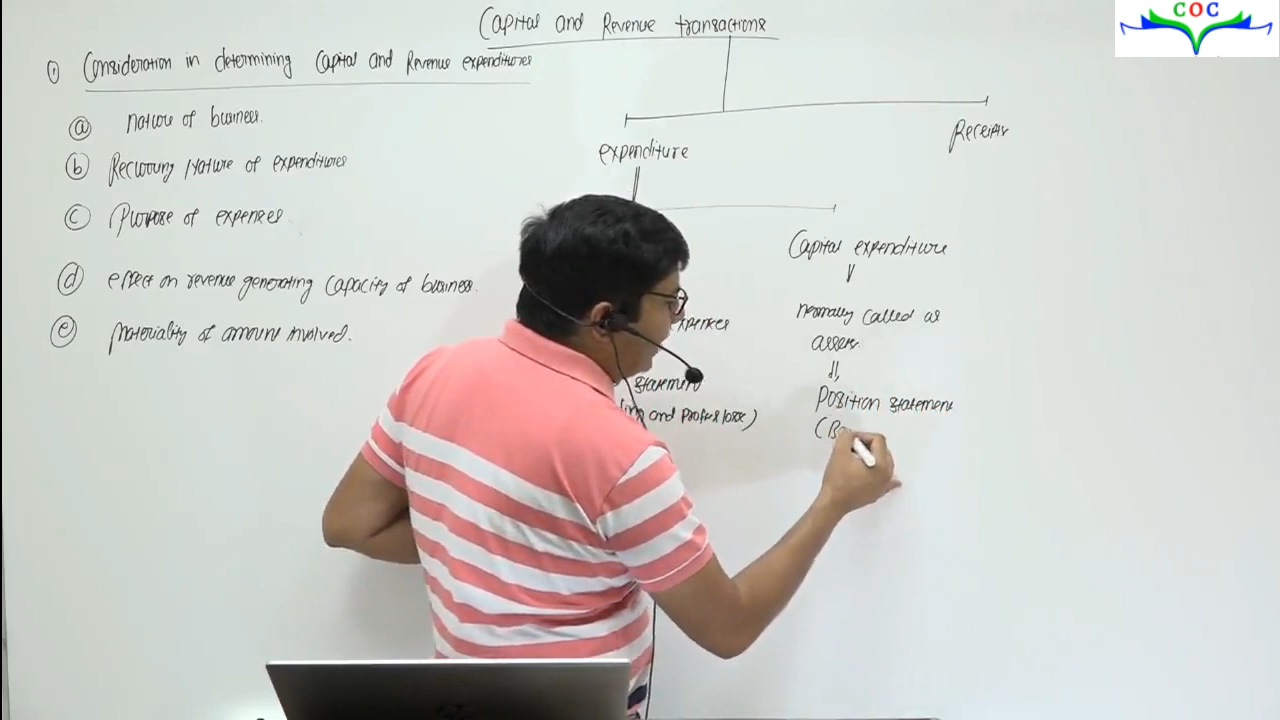 COC
Capital and Revenue transactions
① Consideration in determining Capital and Revenue expenditures
ⓐ Nature of business.
ⓑ Recurring Nature of expenditures
ⓒ Purpose of expenses
ⓓ effect on revenue generating capacity of business.
ⓔ Materiality of amount involved.
expenditure
Receipts
Capital expenditure
normally called as
assets
Position statement
(B
expenses
statement
and profit & loss)